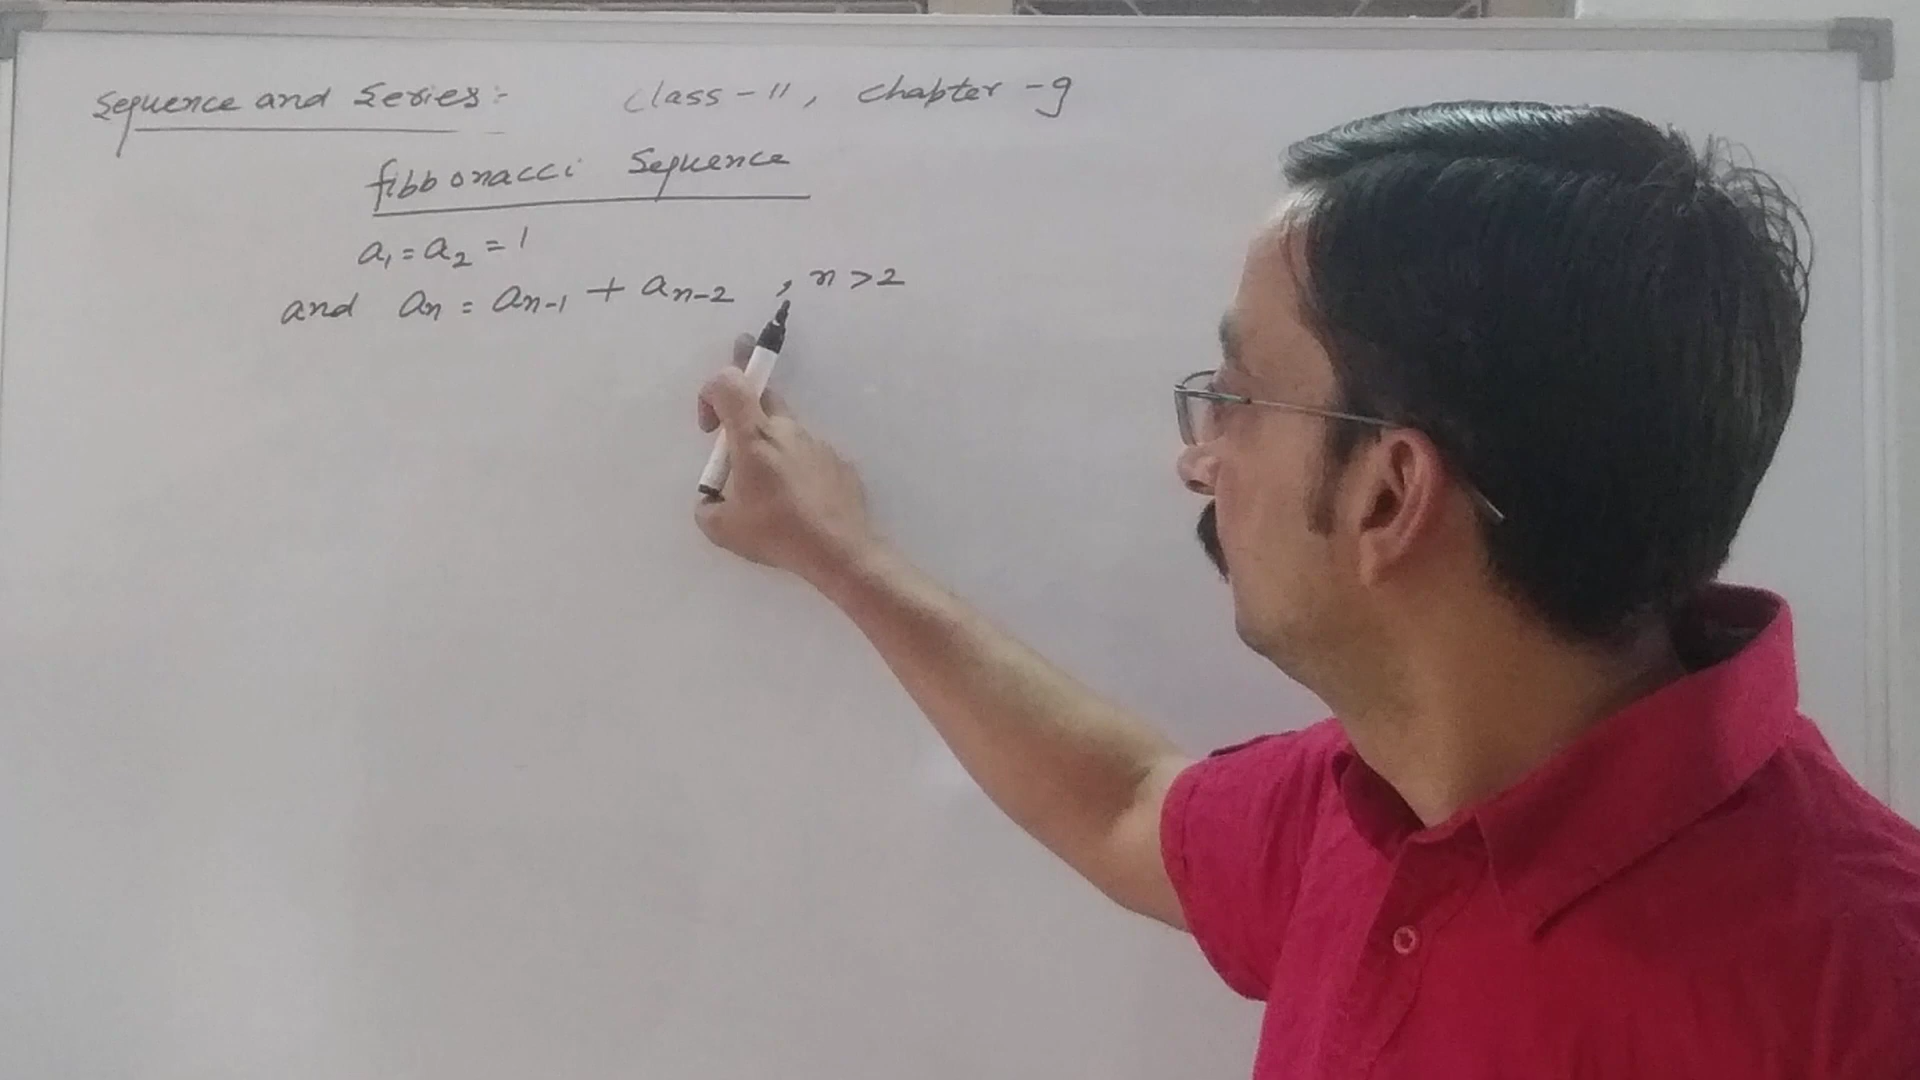 Sequence and Series:- Class-11, Chapter-9
fibbonacci Sequence
a₁=a₂=1
and aₙ = aₙ₋₁ + aₙ₋₂ , n>2